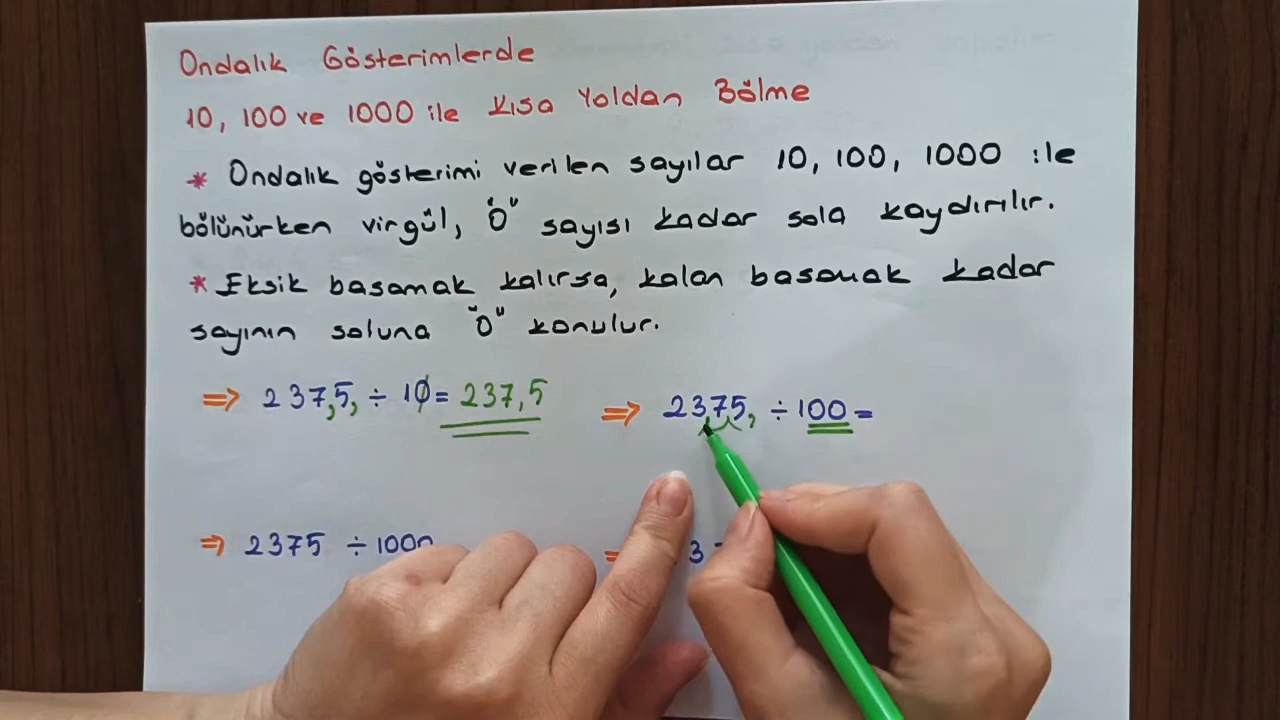 Ondalık Gösterimlerde
10, 100 ve 1000 ile Kısa Yoldan Bölme
* Ondalık gösterimi verilen sayılar 10, 100, 1000 ile
bölünürken virgül, "0" sayısı kadar sola kaydırılır.
* Eksik basamak kalırsa, kalan basamak kadar
sayının soluna "0" konulur.
⇒ 237,5, ÷ 10 = 237,5
⇒ 2375, ÷ 100 =
⇒ 2375 ÷ 1000
⇒ 3